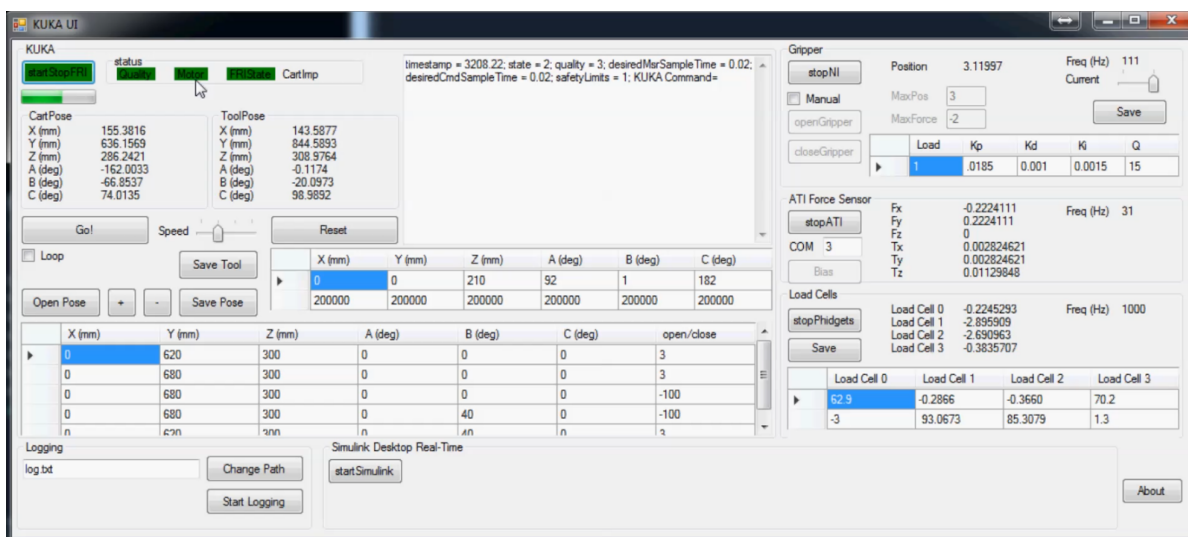 KUKA UI
KUKA
startStopFRI
status
Quality Motor FRIState CartImp
timestamp = 3208.22; state = 2; quality = 3; desiredMsrSampleTime = 0.02;
desiredCmdSampleTime = 0.02; safetyLimits = 1; KUKA Command=
CartPose
X (mm) 155.3816
Y (mm) 636.1569
Z (mm) 286.2421
A (deg) -162.0033
B (deg) -66.8537
C (deg) 74.0135
ToolPose
X (mm) 143.5877
Y (mm) 844.5893
Z (mm) 308.9764
A (deg) -0.1174
B (deg) -20.0973
C (deg) 98.9892
Go! Speed Reset
Loop
Save Tool
Open Pose + - Save Pose
X (mm) Y (mm) Z (mm) A (deg) B (deg) C (deg)
0 0 210 92 1 182
200000 200000 200000 200000 200000 200000
X (mm) Y (mm) Z (mm) A (deg) B (deg) C (deg) open/close
0 620 300 0 0 0 3
0 680 300 0 0 0 3
0 680 300 0 0 0 -100
0 680 300 0 40 0 -100
0 620 300 0 40 0 3
Logging
log.txt Change Path
Start Logging
Simulink Desktop Real-Time
startSimulink
Gripper
stopNI Position 3.11997 Freq (Hz) 111
Current
Manual MaxPos 3
Save
openGripper MaxForce -2
closeGripper
Load Kp Kd Ki Q
1 .0185 0.001 0.0015 15
ATI Force Sensor
stopATI
COM 3
Bias
Fx -0.2224111
Fy 0.2224111
Fz 0
Tx 0.002824621
Ty 0.002824621
Tz 0.01129848
Freq (Hz) 31
Load Cells
stopPhidgets
Save
Load Cell 0 -0.2245293
Load Cell 1 -2.895909
Load Cell 2 -2.690963
Load Cell 3 -0.3835707
Freq (Hz) 1000
Load Cell 0 Load Cell 1 Load Cell 2 Load Cell 3
62.9 -0.2866 -0.3660 70.2
-3 93.0673 85.3079 1.3
About